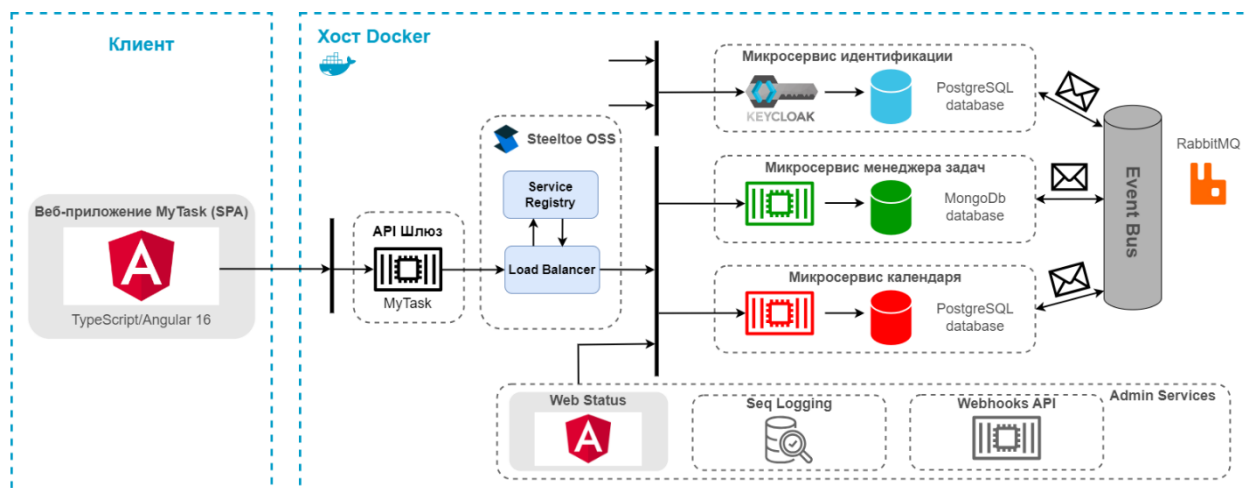 Клиент
Хост Docker
Веб-приложение MyTask (SPA)
TypeScript/Angular 16
API Шлюз
MyTask
Steeltoe OSS
Service
Registry
Load Balancer
Микросервис идентификации
KEYCLOAK
PostgreSQL
database
Микросервис менеджера задач
MongoDb
database
Микросервис календаря
PostgreSQL
database
Event Bus
RabbitMQ
Web Status
Seq Logging
Webhooks API
Admin Services